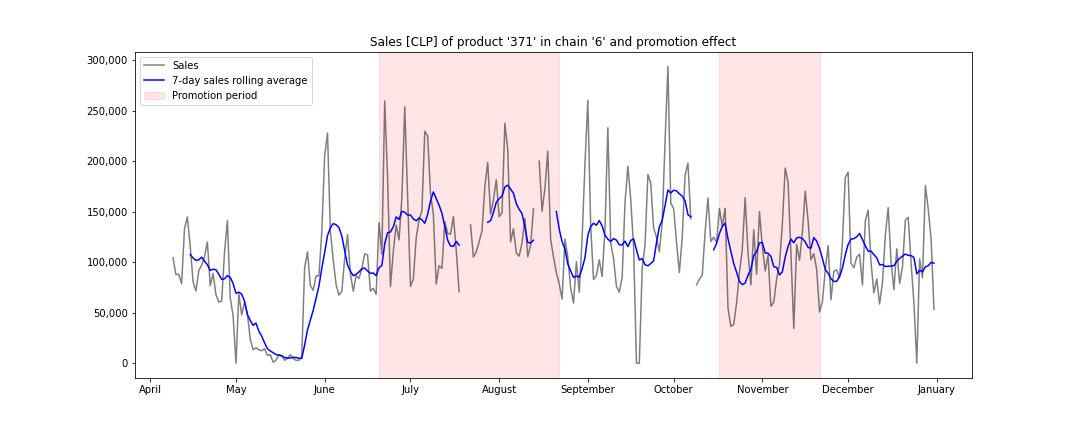 Sales [CLP] of product '371' in chain '6' and promotion effect
Sales
7-day sales rolling average
Promotion period
300,000
250,000
200,000
150,000
100,000
50,000
0
April May June July August September October November December January